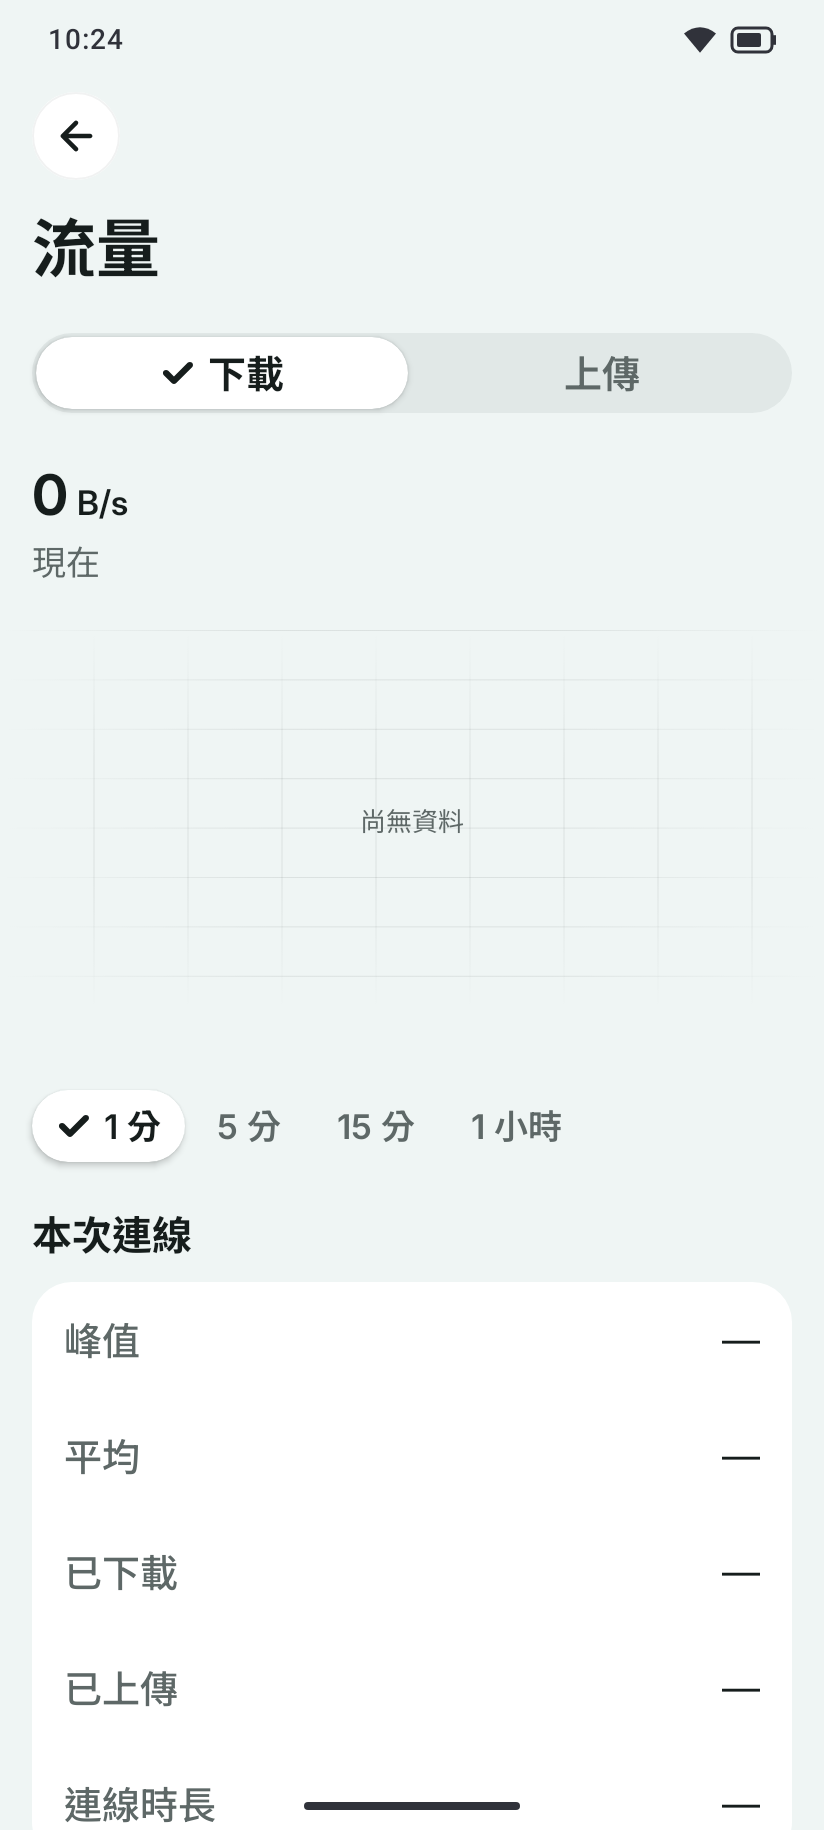 10:24
流量
下載
上傳
0 B/s
現在
尚無資料
1 分
5 分
15 分
1 小時
本次連線
峰值
—
平均
—
已下載
—
已上傳
—
連線時長
—